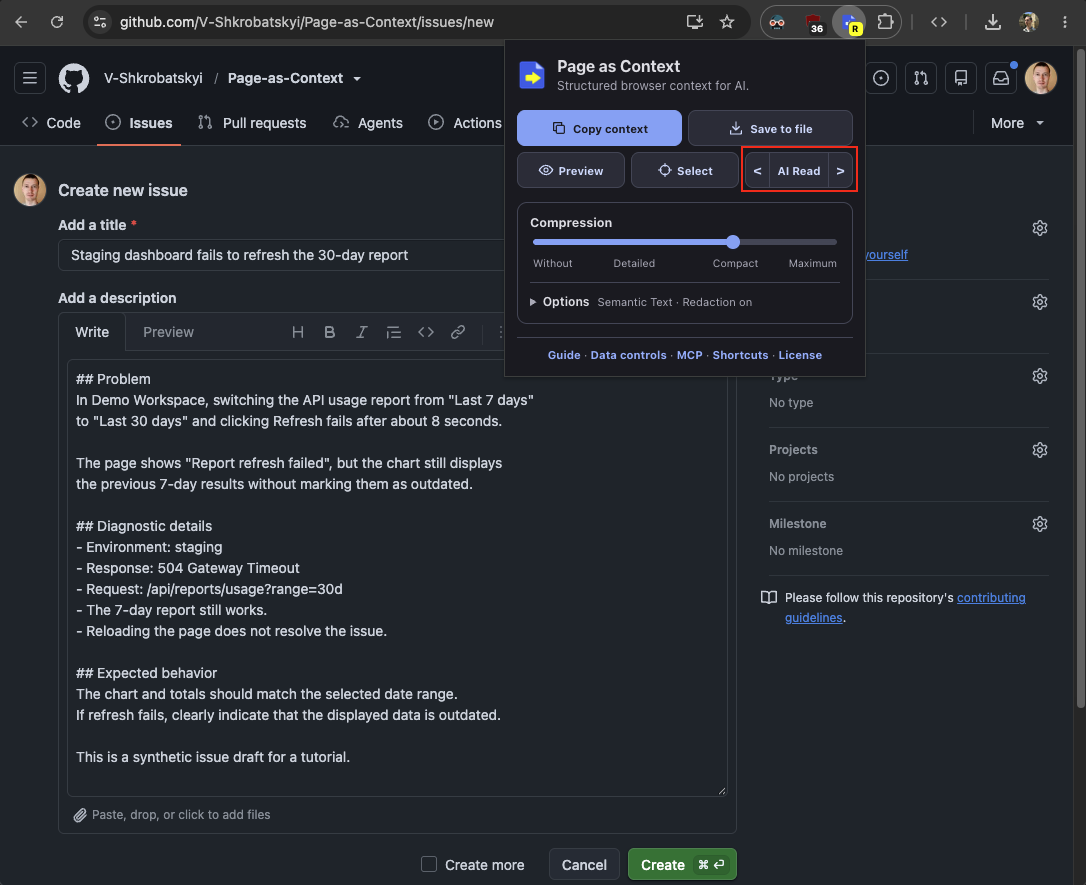 github.com/V-Shkrobatskyi/Page-as-Context/issues/new
36
R
V-Shkrobatskyi / Page-as-Context
Code
Issues
Pull requests
Agents
Actions
More
Page as Context
Structured browser context for AI.
Copy context
Save to file
Preview
Select
< AI Read >
Compression
Without Detailed Compact Maximum
Options Semantic Text · Redaction on
Guide · Data controls · MCP · Shortcuts · License
Create new issue
Add a title *
Staging dashboard fails to refresh the 30-day report
Add a description
Write Preview
## Problem
In Demo Workspace, switching the API usage report from "Last 7 days"
to "Last 30 days" and clicking Refresh fails after about 8 seconds.
The page shows "Report refresh failed", but the chart still displays
the previous 7-day results without marking them as outdated.
## Diagnostic details
- Environment: staging
- Response: 504 Gateway Timeout
- Request: /api/reports/usage?range=30d
- The 7-day report still works.
- Reloading the page does not resolve the issue.
## Expected behavior
The chart and totals should match the selected date range.
If refresh fails, clearly indicate that the displayed data is outdated.
This is a synthetic issue draft for a tutorial.
Paste, drop, or click to add files
Create more
Cancel
Create ⌘ ⏎
yourself
Type
No type
Projects
No projects
Milestone
No milestone
Please follow this repository's contributing
guidelines.